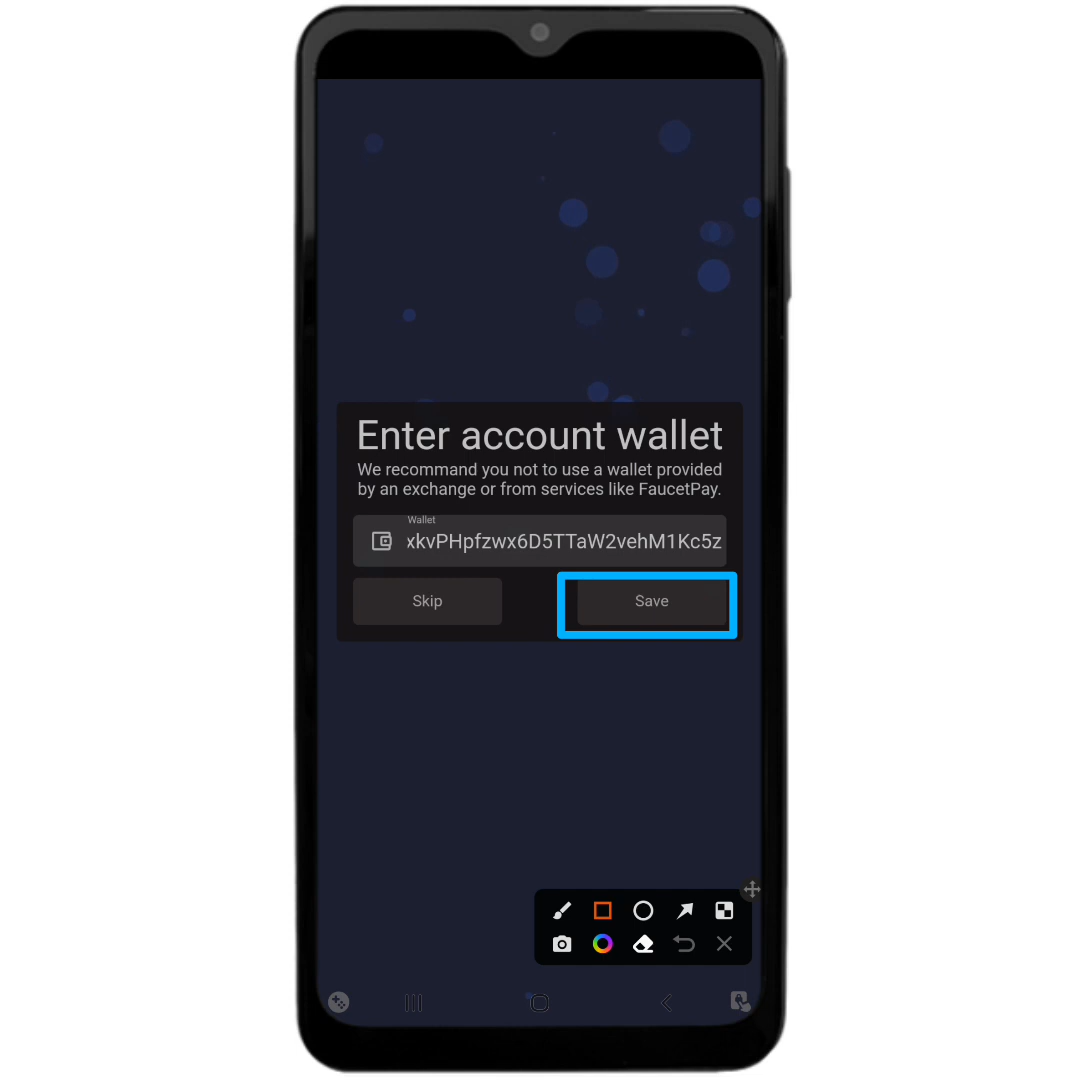 Enter account wallet
We recommand you not to use a wallet provided
by an exchange or from services like FaucetPay.
Wallet
xkvPHpfzwx6D5TTaW2vehM1Kc5z
Skip
Save